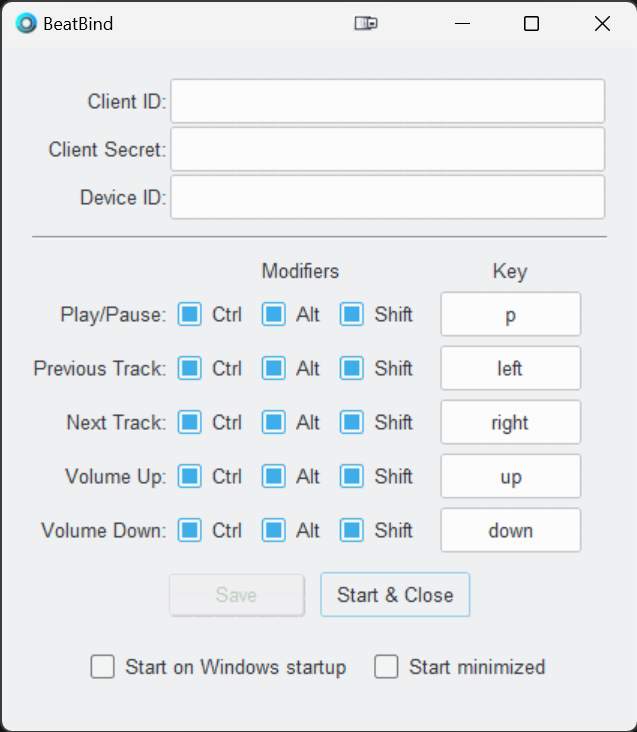 BeatBind
Client ID:
Client Secret:
Device ID:
Modifiers Key
Play/Pause: Ctrl Alt Shift p
Previous Track: Ctrl Alt Shift left
Next Track: Ctrl Alt Shift right
Volume Up: Ctrl Alt Shift up
Volume Down: Ctrl Alt Shift down
Save Start & Close
Start on Windows startup Start minimized